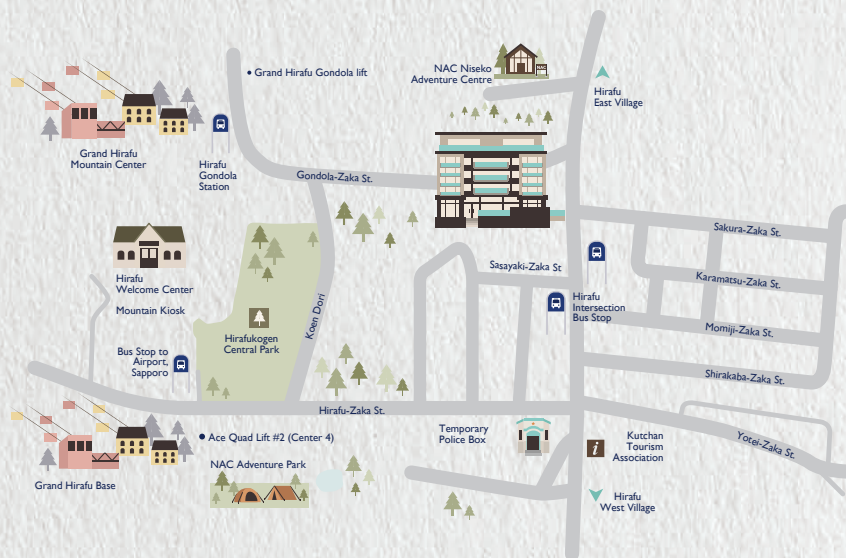 Grand Hirafu Gondola lift
NAC Niseko
Adventure Centre
NAC
Hirafu
East Village
Grand Hirafu
Mountain Center
Hirafu
Gondola
Station
Gondola-Zaka St.
Sakura-Zaka St.
Hirafu
Welcome Center
Mountain Kiosk
Sasayaki-Zaka St
Karamatsu-Zaka St.
Hirafu
Intersection
Bus Stop
Koen Dori
Momiji-Zaka St.
Hirafukogen
Central Park
Bus Stop to
Airport,
Sapporo
Shirakaba-Zaka St.
Hirafu-Zaka St.
Ace Quad Lift #2 (Center 4)
Temporary
Police Box
i
Kutchan
Tourism
Association
Yotei-Zaka St.
NAC Adventure Park
Grand Hirafu Base
Hirafu
West Village